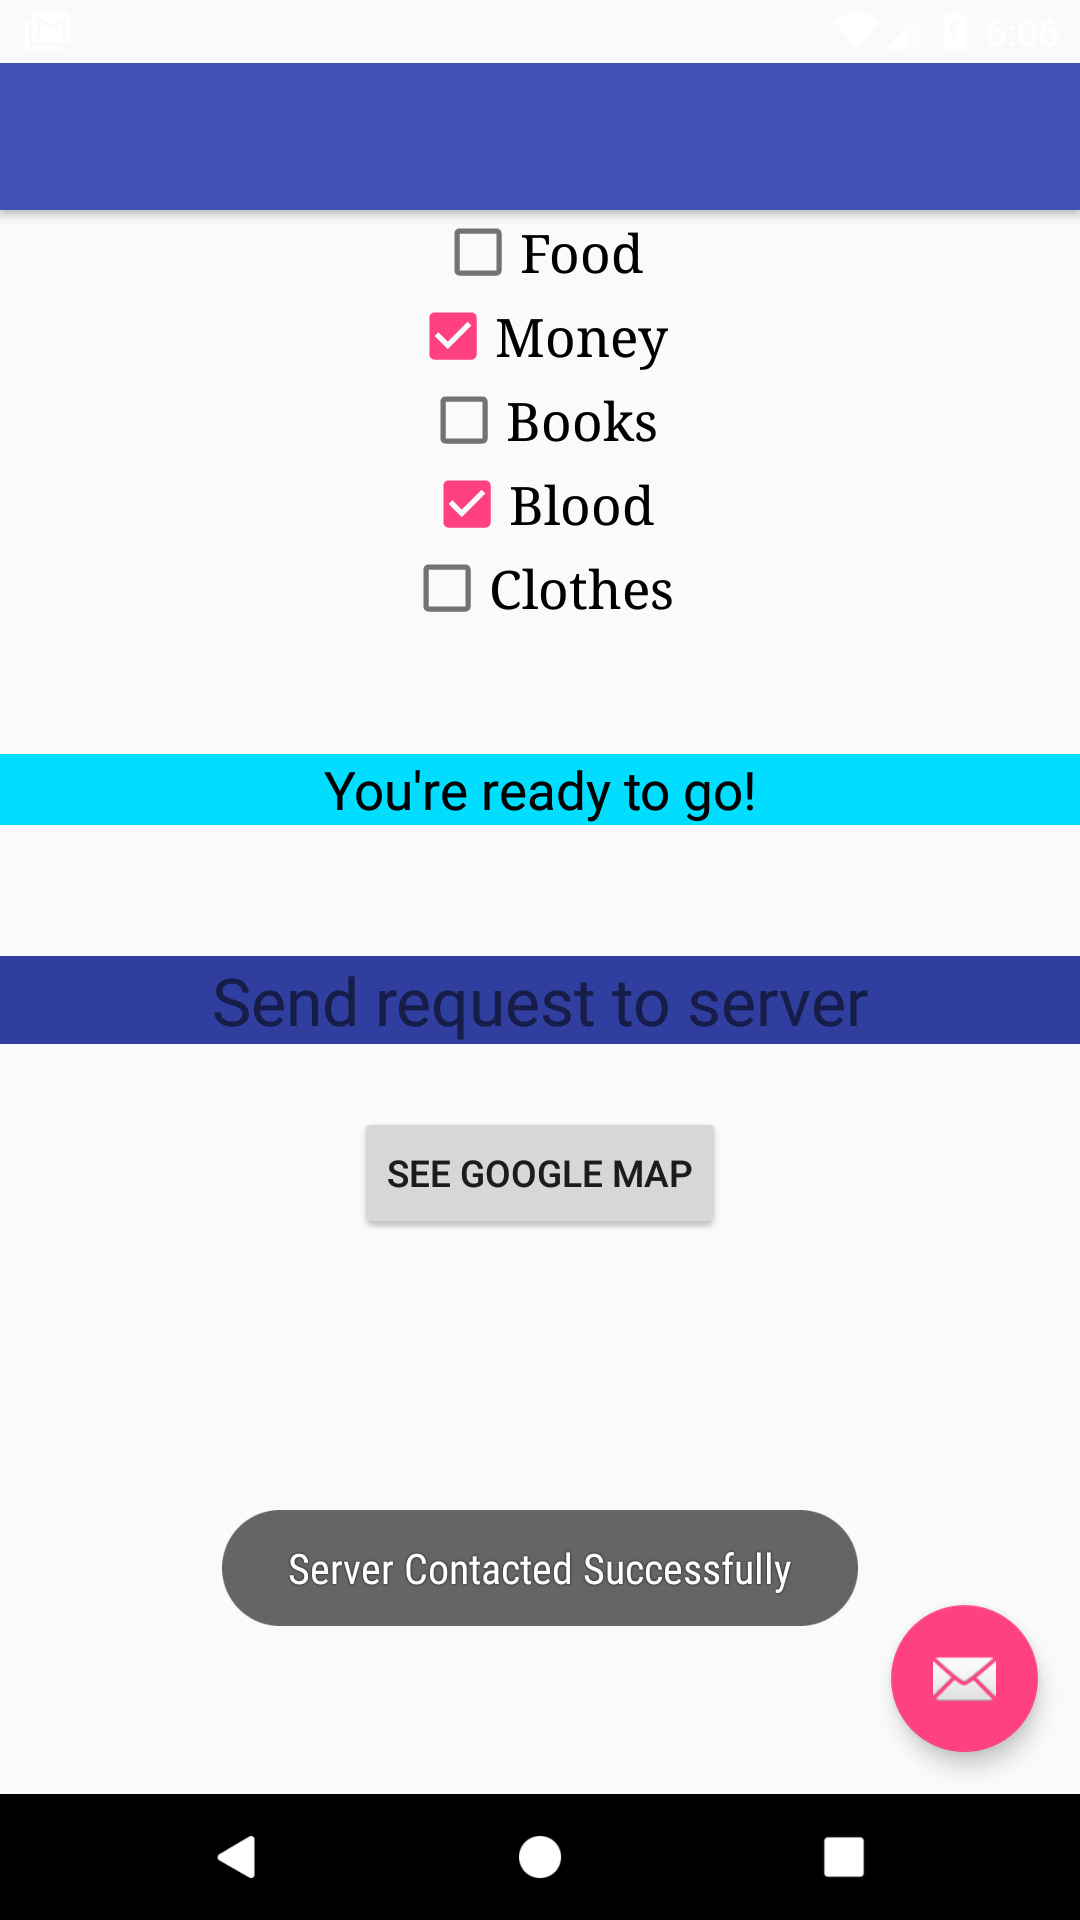 6:06
Food
Money
Books
Blood
Clothes
You're ready to go!
Send request to server
SEE GOOGLE MAP
Server Contacted Successfully